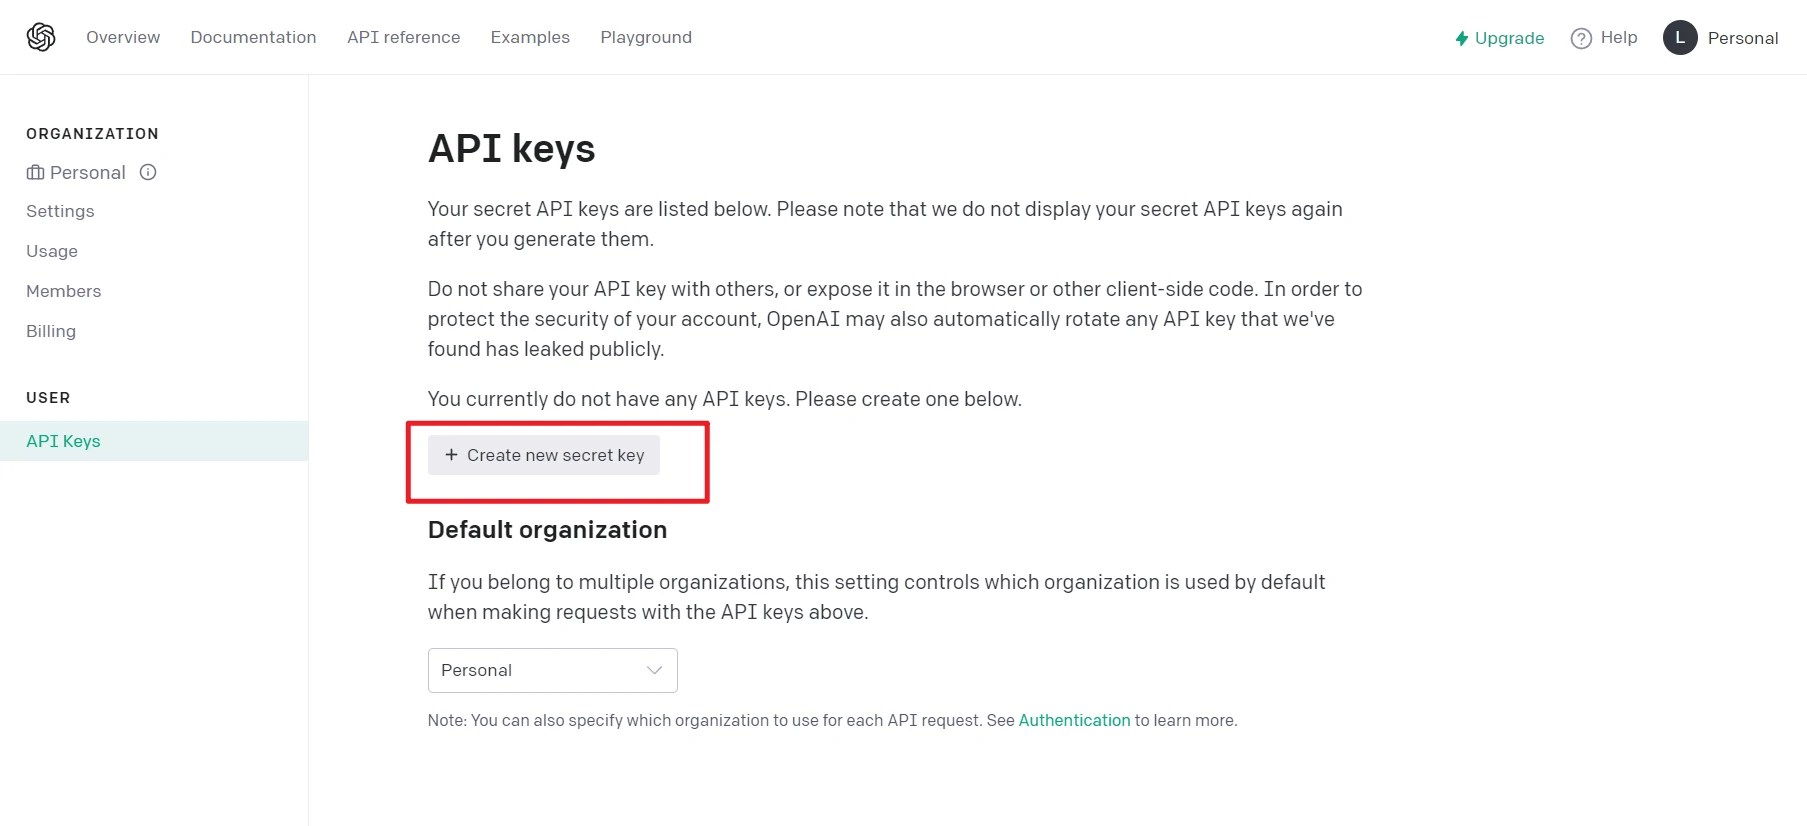 Overview Documentation API reference Examples Playground Upgrade Help L Personal
ORGANIZATION
Personal
Settings
Usage
Members
Billing
USER
API Keys
API keys
Your secret API keys are listed below. Please note that we do not display your secret API keys again
after you generate them.
Do not share your API key with others, or expose it in the browser or other client-side code. In order to
protect the security of your account, OpenAI may also automatically rotate any API key that we've
found has leaked publicly.
You currently do not have any API keys. Please create one below.
+ Create new secret key
Default organization
If you belong to multiple organizations, this setting controls which organization is used by default
when making requests with the API keys above.
Personal
Note: You can also specify which organization to use for each API request. See Authentication to learn more.